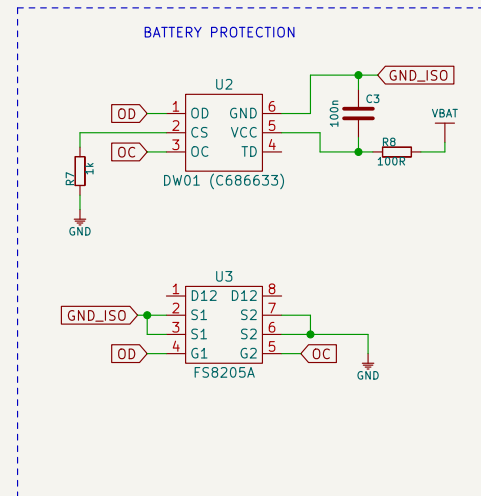 BATTERY PROTECTION
GND_ISO
U2
C3
100n
VBAT
OD 1 OD GND 6
2 CS VCC 5
OC 3 OC TD 4
R8
100R
R7
1k
DW01 (C686633)
GND
U3
1 D12 D12 8
GND_ISO 2 S1 S2 7
3 S1 S2 6
OD 4 G1 G2 5 OC
FS8205A
GND